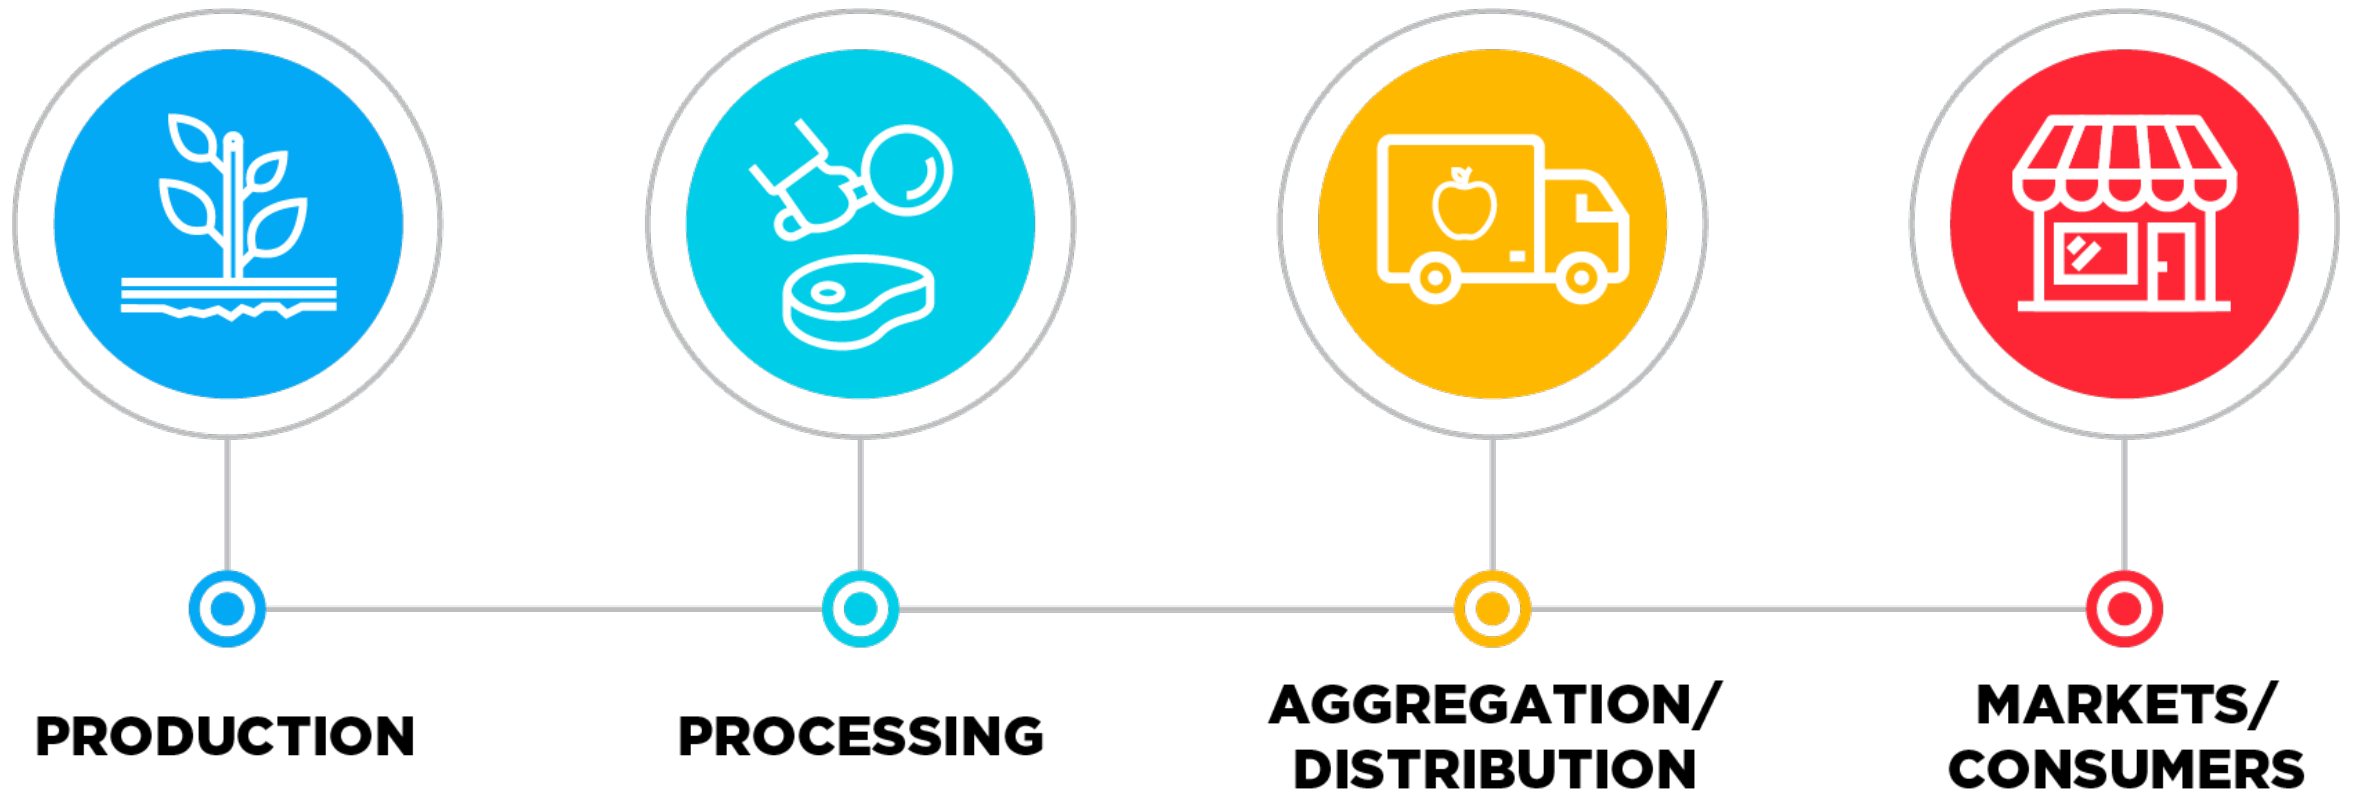 PRODUCTION
PROCESSING
AGGREGATION/
DISTRIBUTION
MARKETS/
CONSUMERS